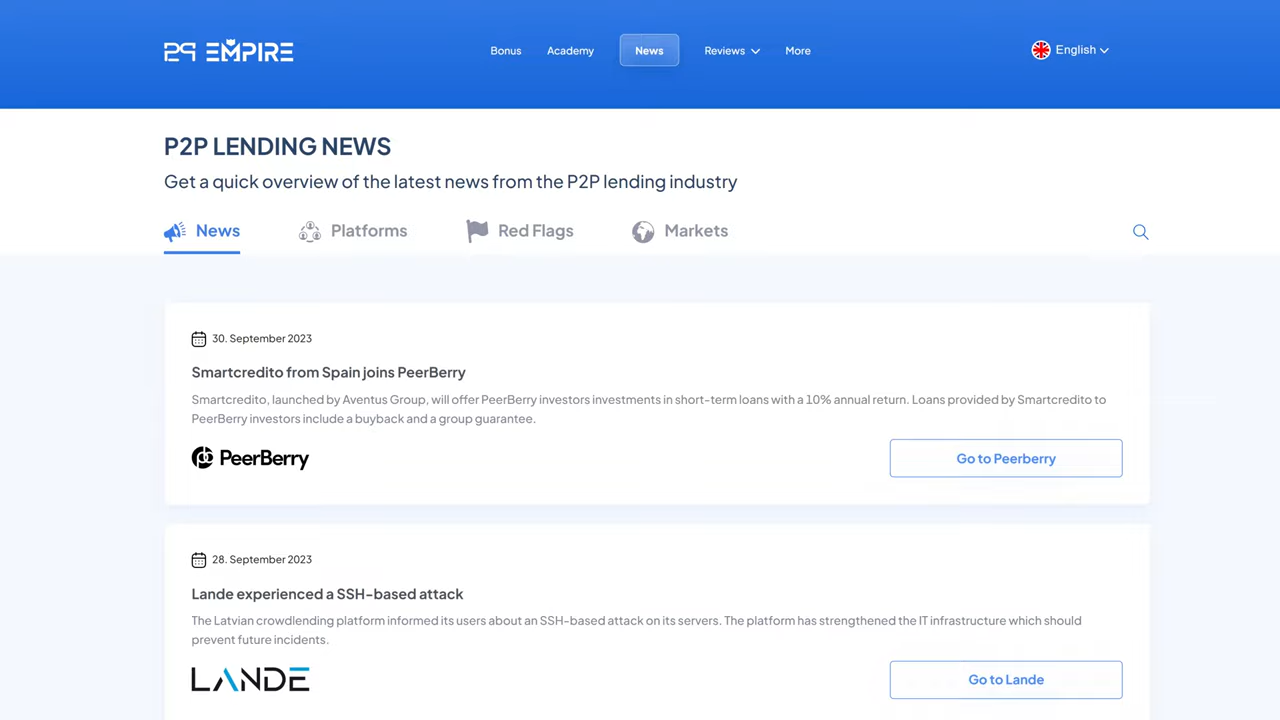 P2P EMPIRE
Bonus Academy News Reviews More
English
P2P LENDING NEWS
Get a quick overview of the latest news from the P2P lending industry
News Platforms Red Flags Markets
30. September 2023
Smartcredito from Spain joins PeerBerry
Smartcredito, launched by Aventus Group, will offer PeerBerry investors investments in short-term loans with a 10% annual return. Loans provided by Smartcredito to
PeerBerry investors include a buyback and a group guarantee.
PeerBerry
Go to Peerberry
28. September 2023
Lande experienced a SSH-based attack
The Latvian crowdlending platform informed its users about an SSH-based attack on its servers. The platform has strengthened the IT infrastructure which should
prevent future incidents.
LANDE
Go to Lande